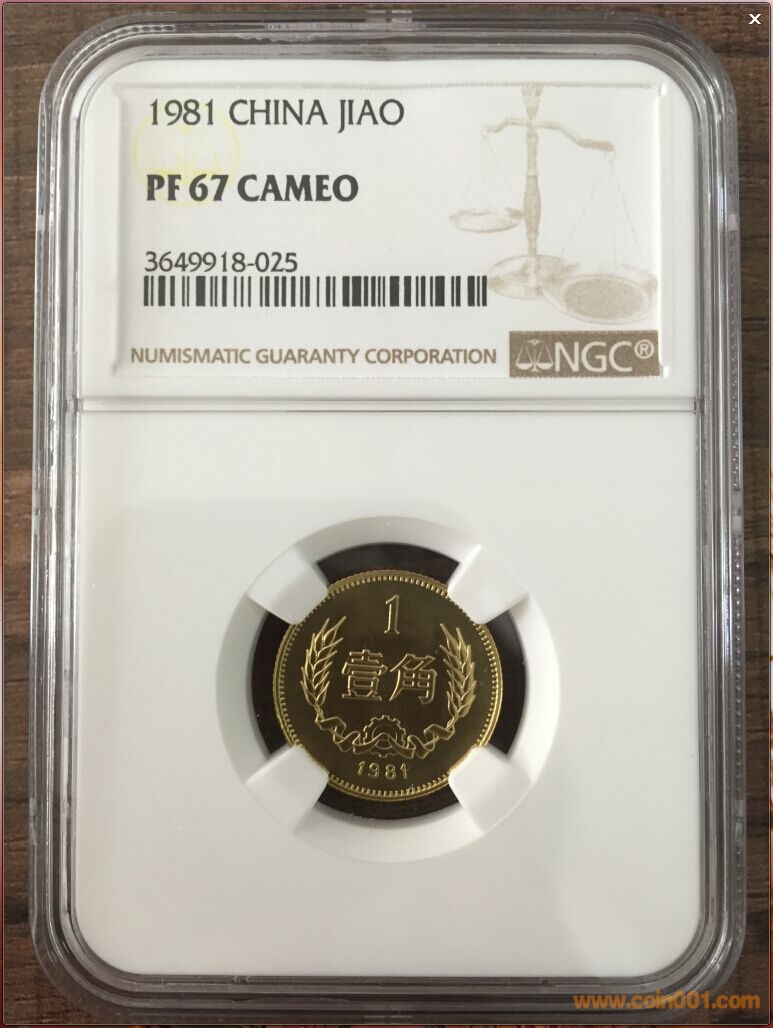 1981 CHINA JIAO
PF 67 CAMEO
3649918-025
NUMISMATIC GUARANTY CORPORATION
NGC®
1
壹角
1981
www.coin001.com